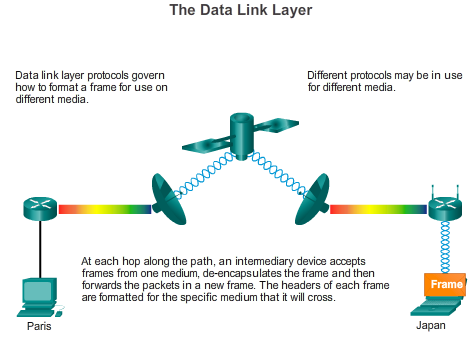 The Data Link Layer
Data link layer protocols govern
how to format a frame for use on
different media.
Different protocols may be in use
for different media.
At each hop along the path, an intermediary device accepts
frames from one medium, de-encapsulates the frame and then
forwards the packets in a new frame. The headers of each frame
are formatted for the specific medium that it will cross.
Frame
Paris
Japan